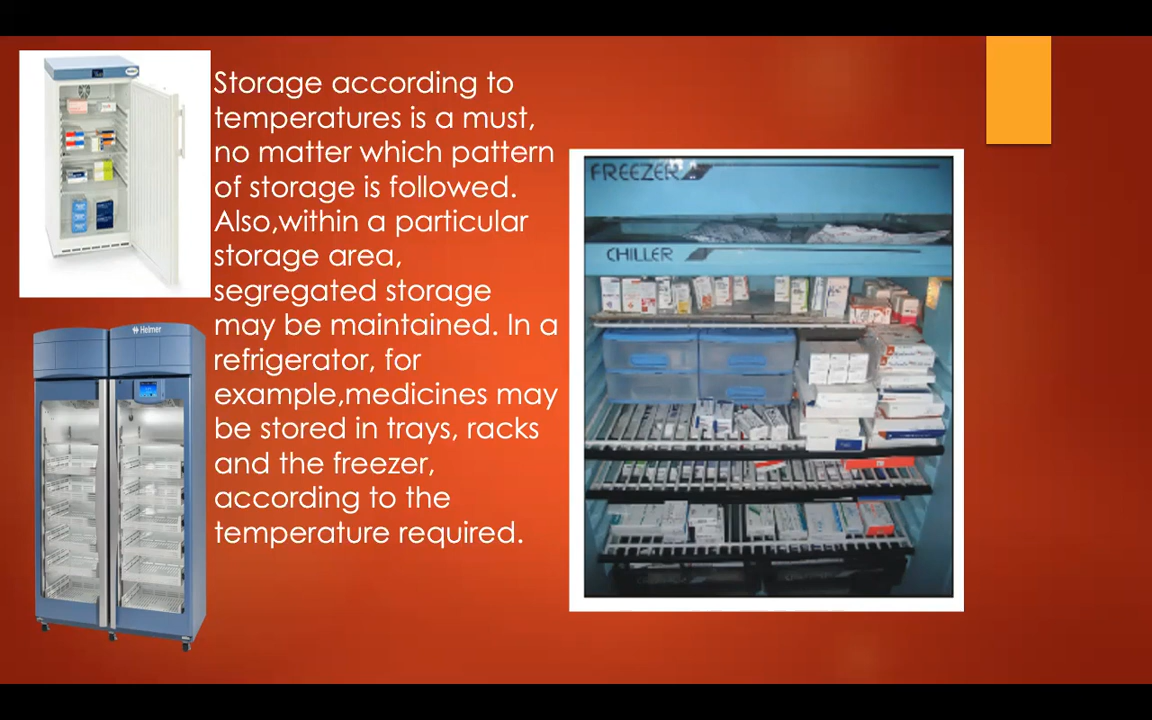 Storage according to
temperatures is a must,
no matter which pattern
of storage is followed.
Also,within a particular
storage area,
segregated storage
may be maintained. In a
refrigerator, for
example,medicines may
be stored in trays, racks
and the freezer,
according to the
temperature required.
Helmer
FREEZER
CHILLER